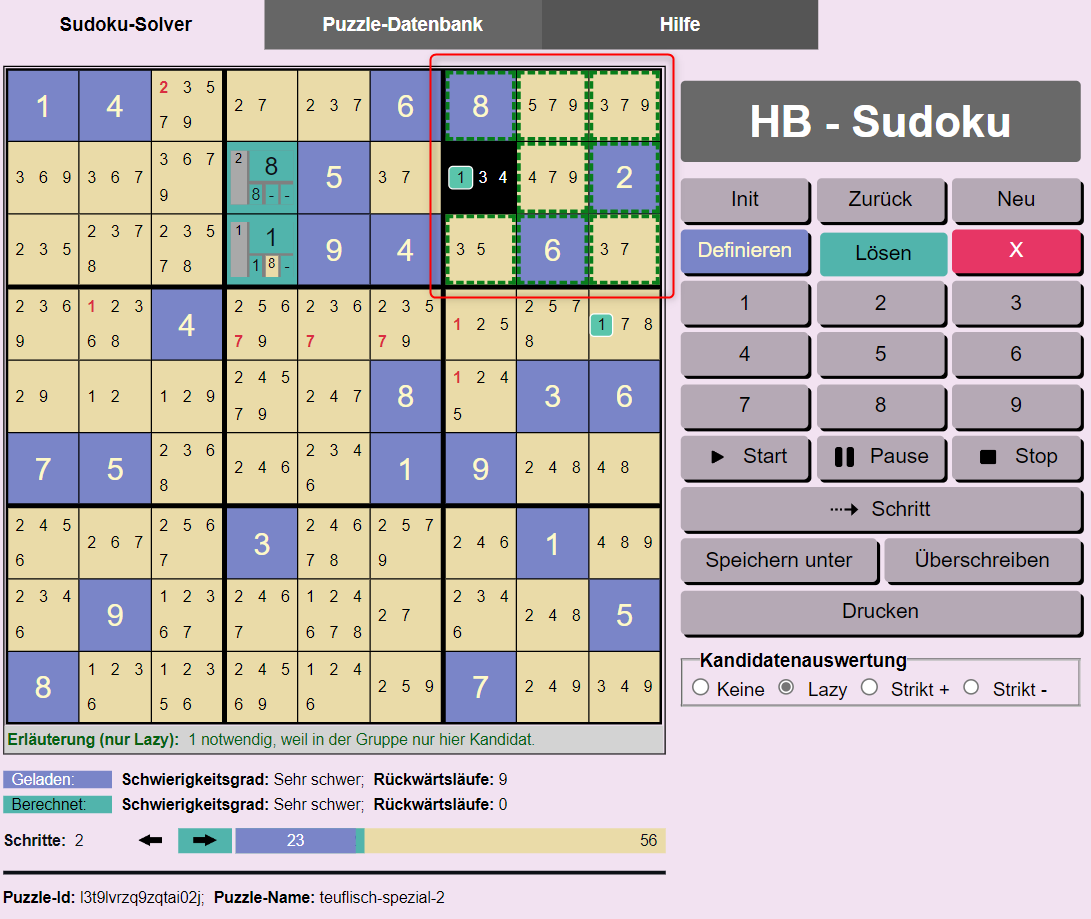 Sudoku-Solver Puzzle-Datenbank Hilfe
1 4 2 3 5 7 9 2 7 2 3 7 6 8 5 7 9 3 7 9
3 6 9 3 6 7 3 6 7 9 2 8 8 - - 5 3 7 1 3 4 4 7 9 2
2 3 5 2 3 7 8 2 3 5 7 8 1 1 1 8 - 9 4 3 5 6 3 7
2 3 6 9 1 2 3 6 8 4 2 5 6 7 9 2 3 6 7 2 3 5 7 9 1 2 5 2 5 7 8 1 7 8
2 9 1 2 1 2 9 2 4 5 7 9 2 4 7 8 1 2 4 5 3 6
7 5 2 3 6 8 2 4 6 2 3 4 6 1 9 2 4 8 4 8
2 4 5 6 2 6 7 2 5 6 7 3 2 4 6 7 8 2 5 7 9 2 4 6 1 4 8 9
2 3 4 6 9 1 2 3 6 7 2 4 6 7 1 2 4 6 7 8 2 7 2 3 4 6 2 4 8 5
8 1 2 3 6 1 2 3 5 6 2 4 5 6 9 1 2 4 6 2 5 9 7 2 4 9 3 4 9
Erläuterung (nur Lazy): 1 notwendig, weil in der Gruppe nur hier Kandidat.
Geladen: Schwierigkeitsgrad: Sehr schwer; Rückwärtsläufe: 9
Berechnet: Schwierigkeitsgrad: Sehr schwer; Rückwärtsläufe: 0
Schritte: 2 23 56
Puzzle-Id: l3t9lvrzq9zqtai02j; Puzzle-Name: teuflisch-spezial-2
HB - Sudoku
Init Zurück Neu
Definieren Lösen X
1 2 3
4 5 6
7 8 9
Start Pause Stop
Schritt
Speichern unter Überschreiben
Drucken
Kandidatenauswertung
Keine Lazy Strikt + Strikt -